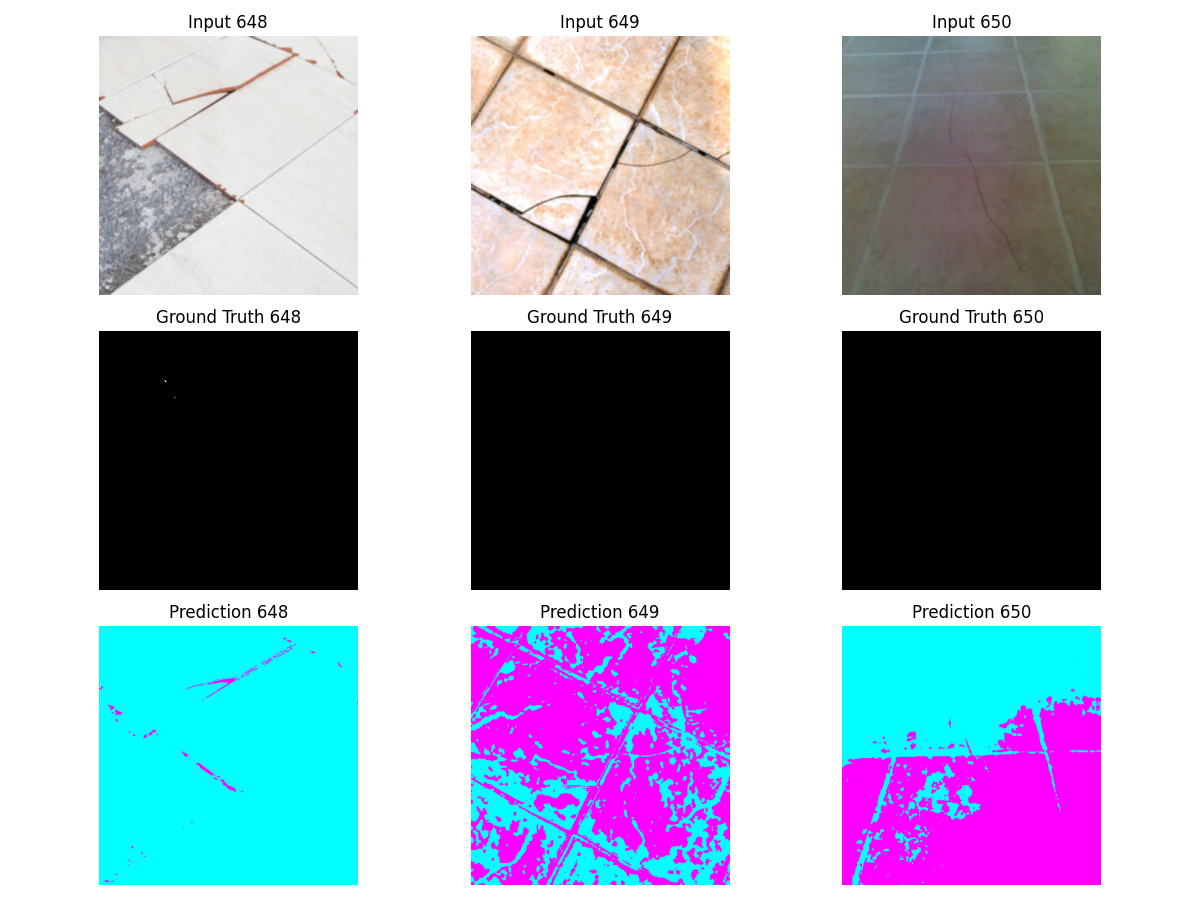 Input 648
Input 649
Input 650
Ground Truth 648
Ground Truth 649
Ground Truth 650
Prediction 648
Prediction 649
Prediction 650